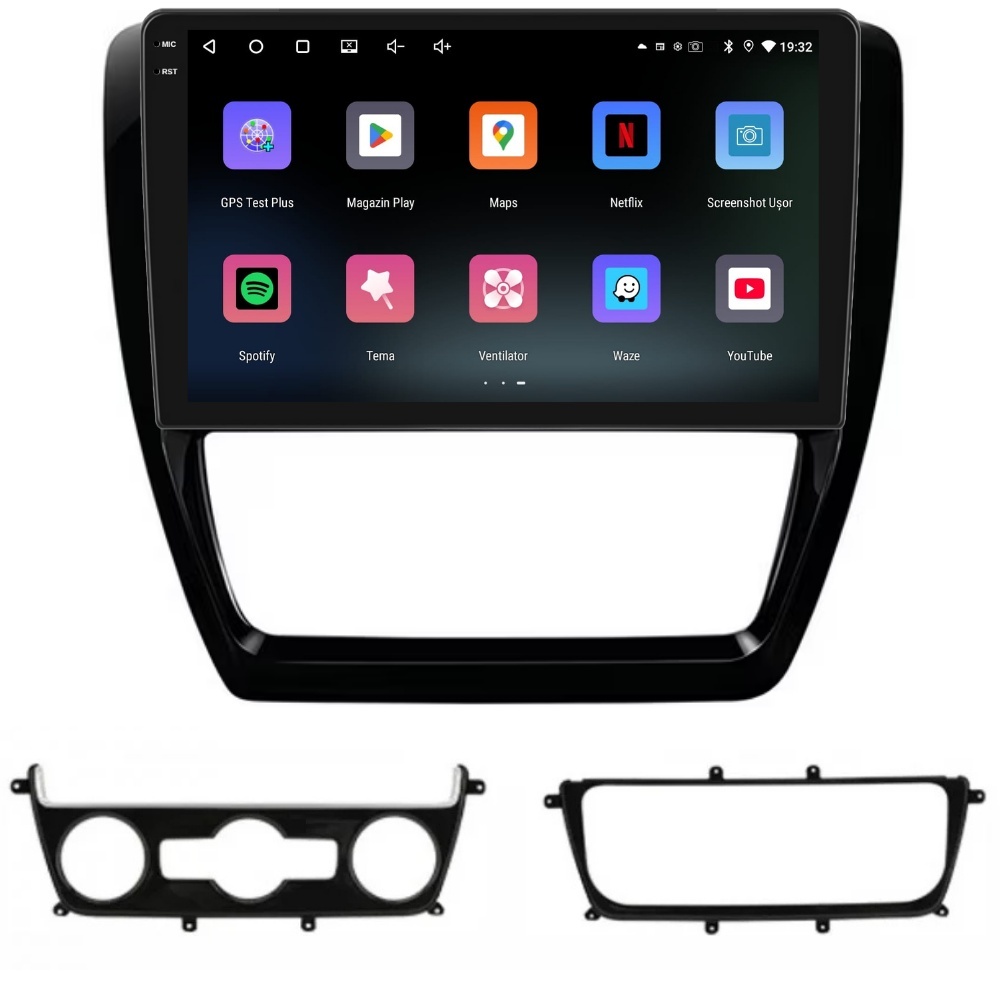 MIC
19:32
RST
GPS Test Plus
Magazin Play
Maps
Netflix
Screenshot Ușor
Spotify
Tema
Ventilator
Waze
YouTube